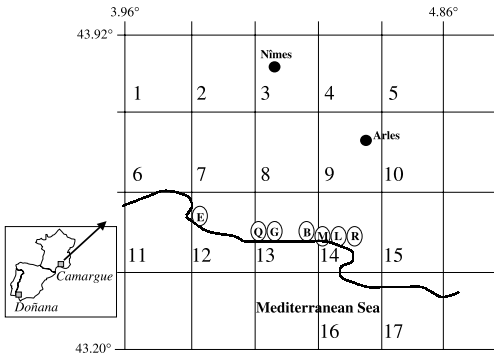 3.96° 4.86°
43.92°
Nîmes
1 2 3 4 5
Arles
6 7 8 9 10
E
Q G B M L R
11 12 13 14 15
Camargue
Doñana
Mediterranean Sea
16 17
43.20°